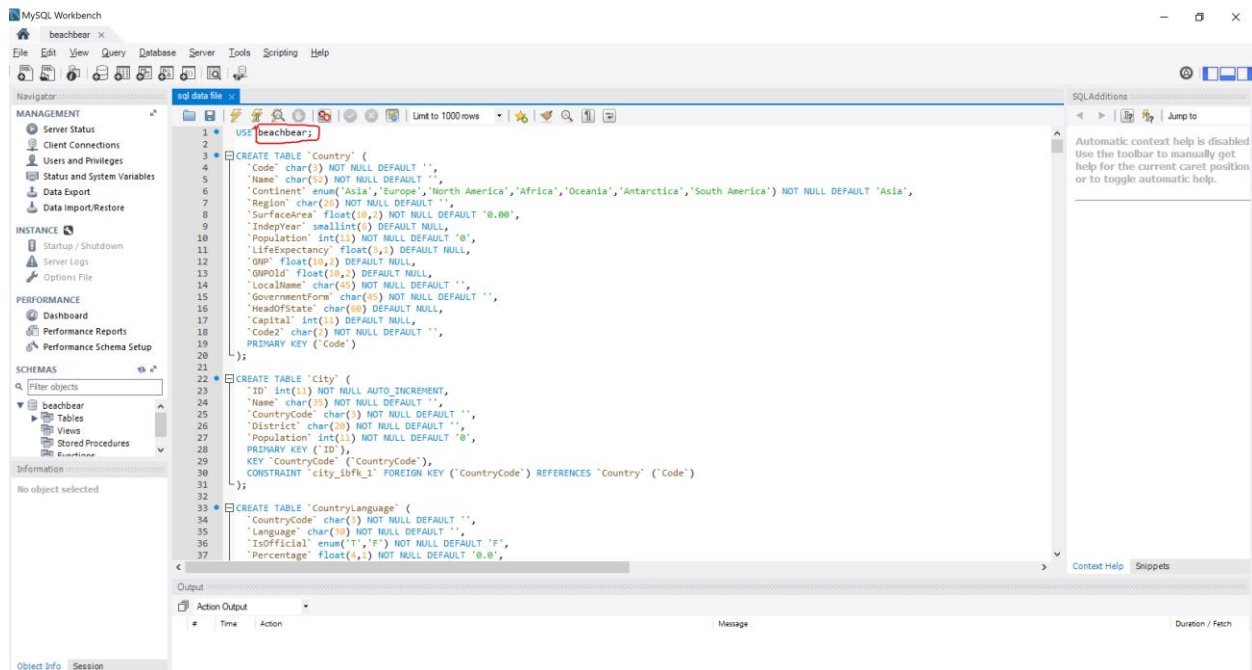 MySQL Workbench
beachbear ×
File Edit View Query Database Server Tools Scripting Help
Navigator
MANAGEMENT
Server Status
Client Connections
Users and Privileges
Status and System Variables
Data Export
Data Import/Restore
INSTANCE
Startup / Shutdown
Server Logs
Options File
PERFORMANCE
Dashboard
Performance Reports
Performance Schema Setup
SCHEMAS
Filter objects
beachbear
Tables
Views
Stored Procedures
Functions
Information
No object selected
Object Info Session
sql data file ×
Limit to 1000 rows
1 USE beachbear;
2
3 CREATE TABLE `Country` (
4 `Code` char(3) NOT NULL DEFAULT '',
5 `Name` char(52) NOT NULL DEFAULT '',
6 `Continent` enum('Asia','Europe','North America','Africa','Oceania','Antarctica','South America') NOT NULL DEFAULT 'Asia',
7 `Region` char(26) NOT NULL DEFAULT '',
8 `SurfaceArea` float(10,2) NOT NULL DEFAULT '0.00',
9 `IndepYear` smallint(6) DEFAULT NULL,
10 `Population` int(11) NOT NULL DEFAULT '0',
11 `LifeExpectancy` float(3,1) DEFAULT NULL,
12 `GNP` float(10,2) DEFAULT NULL,
13 `GNPOld` float(10,2) DEFAULT NULL,
14 `LocalName` char(45) NOT NULL DEFAULT '',
15 `GovernmentForm` char(45) NOT NULL DEFAULT '',
16 `HeadOfState` char(60) DEFAULT NULL,
17 `Capital` int(11) DEFAULT NULL,
18 `Code2` char(2) NOT NULL DEFAULT '',
19 PRIMARY KEY (`Code`)
20 );
21
22 CREATE TABLE `City` (
23 `ID` int(11) NOT NULL AUTO_INCREMENT,
24 `Name` char(35) NOT NULL DEFAULT '',
25 `CountryCode` char(3) NOT NULL DEFAULT '',
26 `District` char(20) NOT NULL DEFAULT '',
27 `Population` int(11) NOT NULL DEFAULT '0',
28 PRIMARY KEY (`ID`),
29 KEY `CountryCode` (`CountryCode`),
30 CONSTRAINT `city_ibfk_1` FOREIGN KEY (`CountryCode`) REFERENCES `Country` (`Code`)
31 );
32
33 CREATE TABLE `CountryLanguage` (
34 `CountryCode` char(3) NOT NULL DEFAULT '',
35 `Language` char(30) NOT NULL DEFAULT '',
36 `IsOfficial` enum('T','F') NOT NULL DEFAULT 'F',
37 `Percentage` float(4,1) NOT NULL DEFAULT '0.0',
Output
Action Output
# Time Action Message Duration / Fetch
SQLAdditions
Jump to
Automatic context help is disabled.
Use the toolbar to manually get
help for the current caret position
or to toggle automatic help.
Context Help Snippets